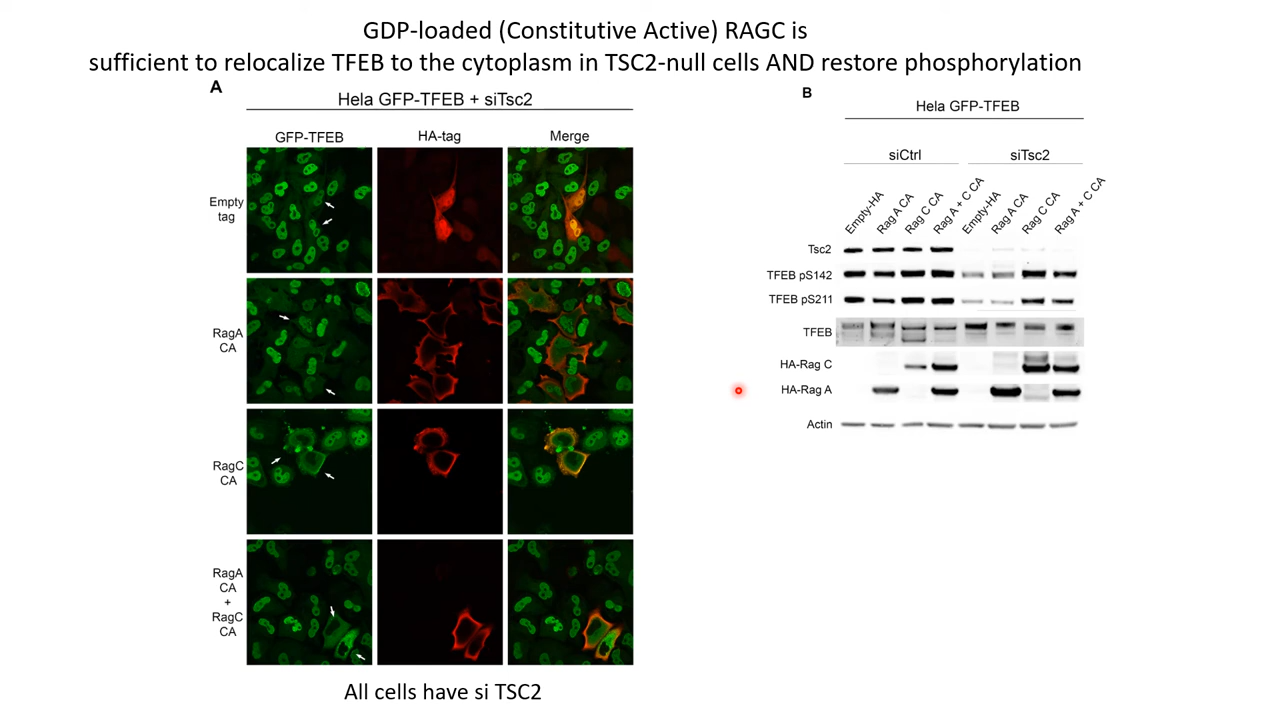 GDP-loaded (Constitutive Active) RAGC is
sufficient to relocalize TFEB to the cytoplasm in TSC2-null cells AND restore phosphorylation
A
Hela GFP-TFEB + siTsc2
GFP-TFEB HA-tag Merge
Empty
tag
RagA
CA
RagC
CA
RagA
CA
+
RagC
CA
All cells have si TSC2
B
Hela GFP-TFEB
siCtrl siTsc2
Empty-HA Rag A CA Rag C CA Rag A + C CA Empty-HA Rag A CA Rag C CA Rag A + C CA
Tsc2
TFEB pS142
TFEB pS211
TFEB
HA-Rag C
HA-Rag A
Actin